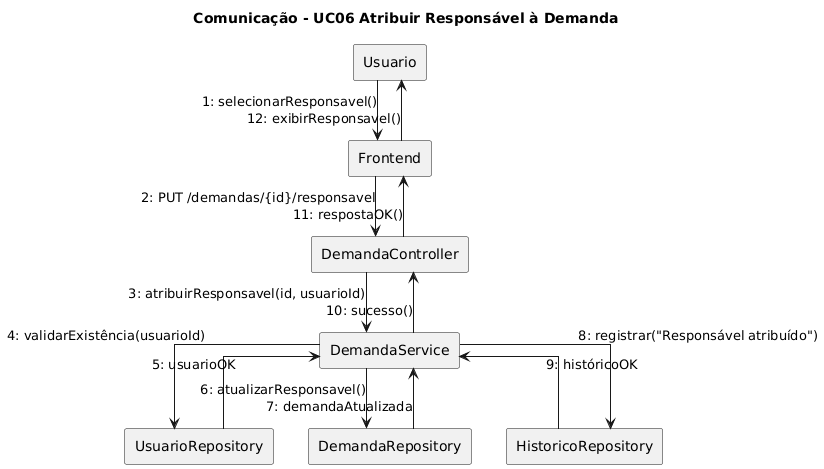 Comunicação - UC06 Atribuir Responsável à Demanda
Usuario
1: selecionarResponsavel()
12: exibirResponsavel()
Frontend
2: PUT /demandas/{id}/responsavel
11: respostaOK()
DemandaController
3: atribuirResponsavel(id, usuarioId)
10: sucesso()
4: validarExistência(usuarioId)
8: registrar("Responsável atribuído")
DemandaService
5: usuarioOK
9: históricoOK
6: atualizarResponsavel()
7: demandaAtualizada
UsuarioRepository
DemandaRepository
HistoricoRepository